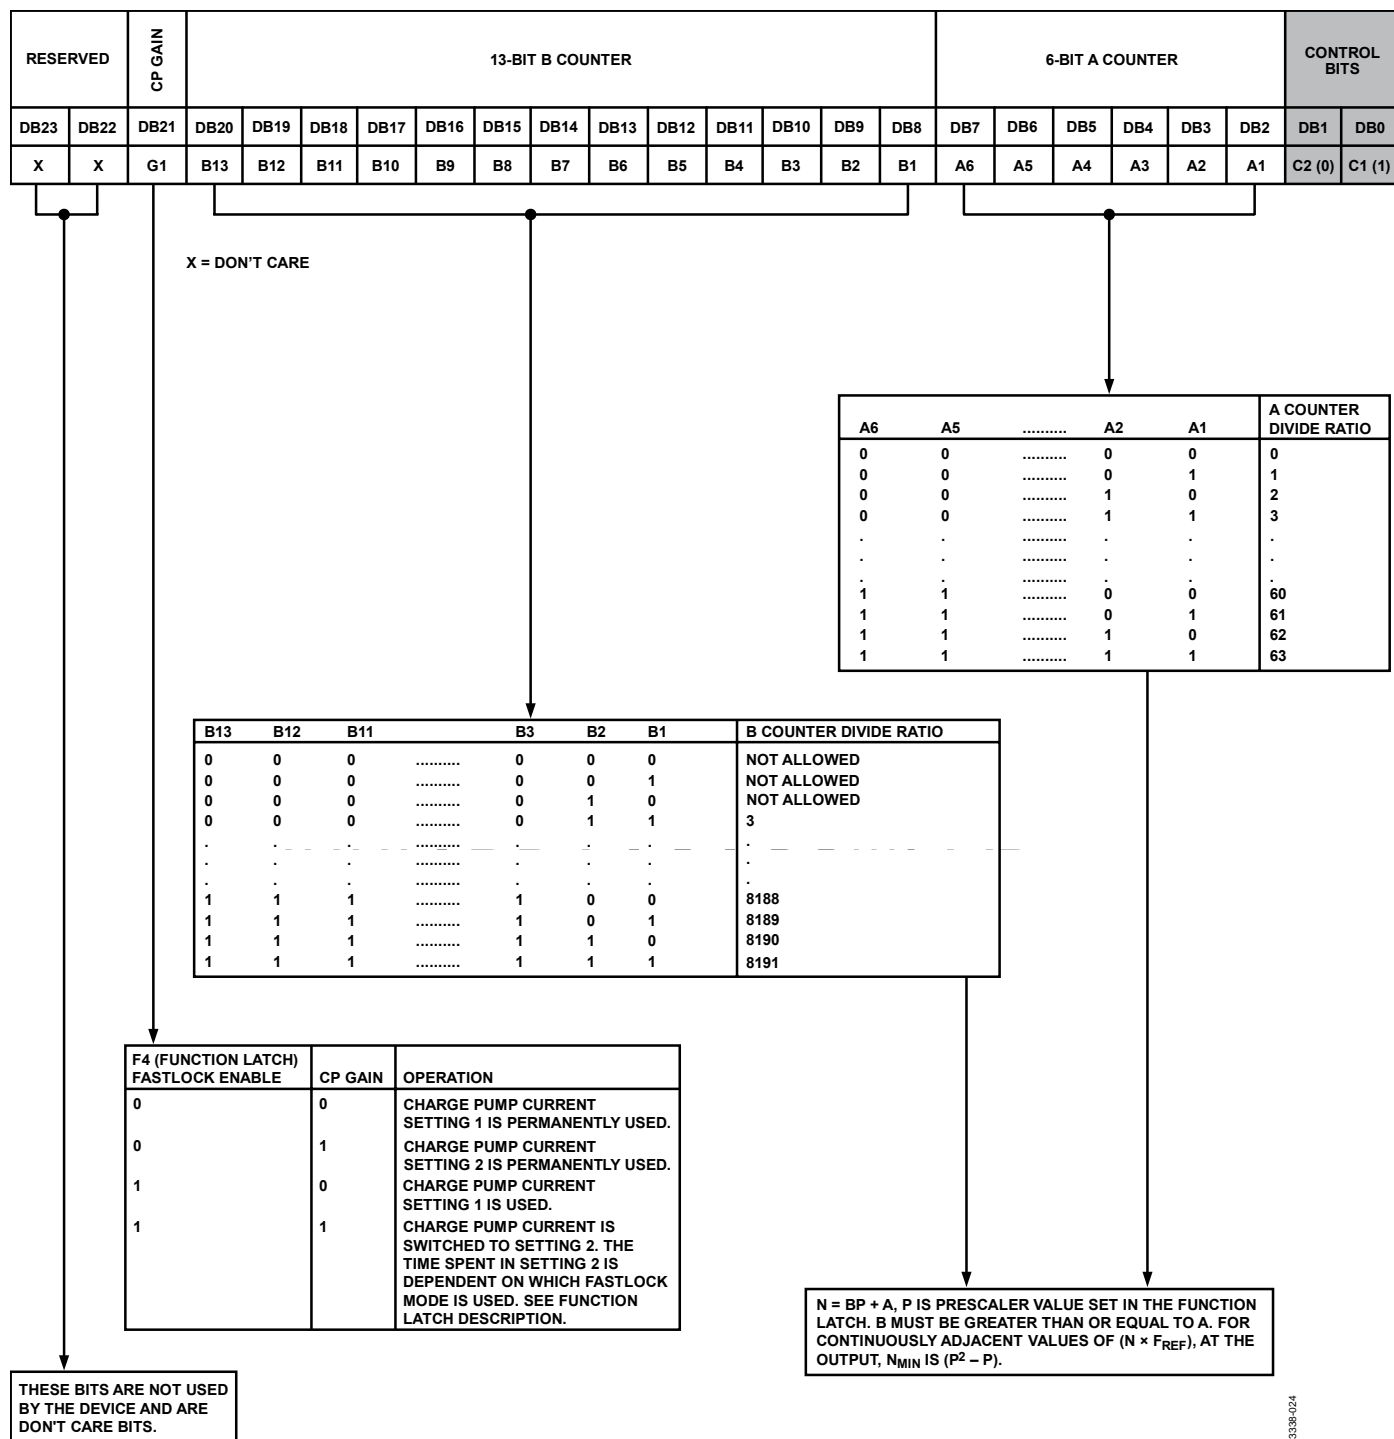 RESERVED CP GAIN 13-BIT B COUNTER 6-BIT A COUNTER CONTROL
BITS
DB23 DB22 DB21 DB20 DB19 DB18 DB17 DB16 DB15 DB14 DB13 DB12 DB11 DB10 DB9 DB8 DB7 DB6 DB5 DB4 DB3 DB2 DB1 DB0
X X G1 B13 B12 B11 B10 B9 B8 B7 B6 B5 B4 B3 B2 B1 A6 A5 A4 A3 A2 A1 C2 (0) C1 (1)
X = DON'T CARE
A6 A5 .......... A2 A1 A COUNTER
DIVIDE RATIO
0 0 .......... 0 0 0
0 0 .......... 0 1 1
0 0 .......... 1 0 2
0 0 .......... 1 1 3
. . .......... . . .
. . .......... . . .
. . .......... . . .
1 1 .......... 0 0 60
1 1 .......... 0 1 61
1 1 .......... 1 0 62
1 1 .......... 1 1 63
B13 B12 B11 B3 B2 B1 B COUNTER DIVIDE RATIO
0 0 0 .......... 0 0 0 NOT ALLOWED
0 0 0 .......... 0 0 1 NOT ALLOWED
0 0 0 .......... 0 1 0 NOT ALLOWED
0 0 0 .......... 0 1 1 3
. . . .......... . . . .
. . . .......... . . . .
. . . .......... . . . .
1 1 1 .......... 1 0 0 8188
1 1 1 .......... 1 0 1 8189
1 1 1 .......... 1 1 0 8190
1 1 1 .......... 1 1 1 8191
F4 (FUNCTION LATCH)
FASTLOCK ENABLE CP GAIN OPERATION
0 0 CHARGE PUMP CURRENT
SETTING 1 IS PERMANENTLY USED.
0 1 CHARGE PUMP CURRENT
SETTING 2 IS PERMANENTLY USED.
1 0 CHARGE PUMP CURRENT
SETTING 1 IS USED.
1 1 CHARGE PUMP CURRENT IS
SWITCHED TO SETTING 2. THE
TIME SPENT IN SETTING 2 IS
DEPENDENT ON WHICH FASTLOCK
MODE IS USED. SEE FUNCTION
LATCH DESCRIPTION.
N = BP + A, P IS PRESCALER VALUE SET IN THE FUNCTION
LATCH. B MUST BE GREATER THAN OR EQUAL TO A. FOR
CONTINUOUSLY ADJACENT VALUES OF (N × FREF), AT THE
OUTPUT, NMIN IS (P² – P).
THESE BITS ARE NOT USED
BY THE DEVICE AND ARE
DON'T CARE BITS.
3338-024